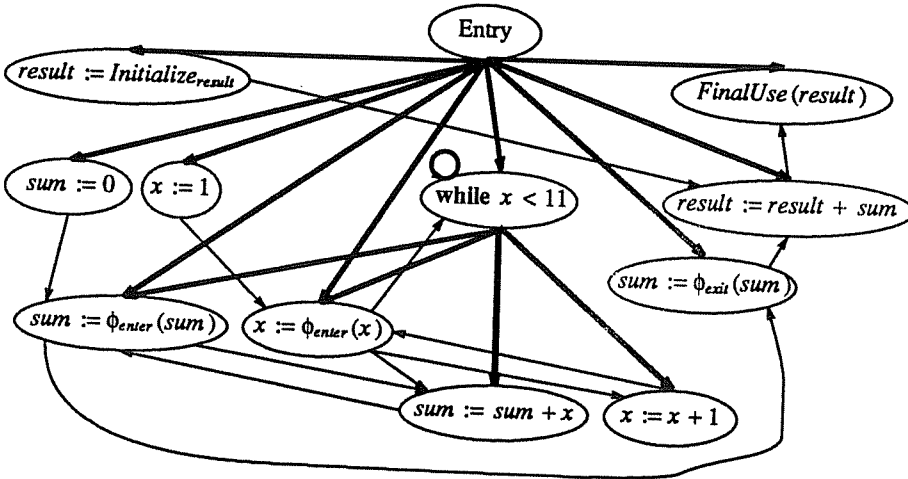 Entry
result := Initialize_result
FinalUse(result)
sum := 0
x := 1
while x < 11
result := result + sum
sum := ϕ_exit(sum)
sum := ϕ_enter(sum)
x := ϕ_enter(x)
sum := sum + x
x := x + 1